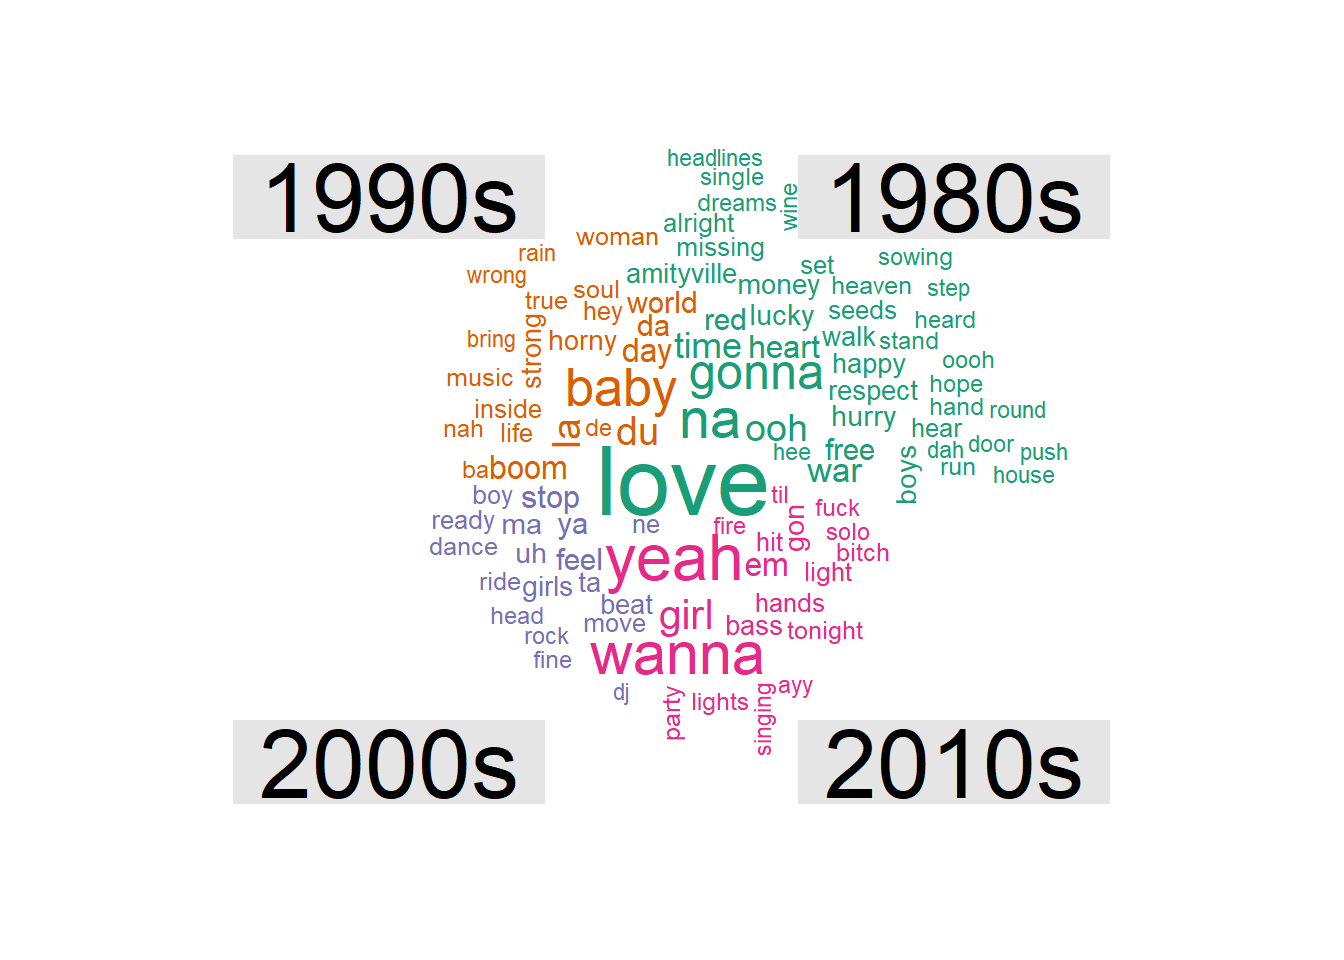 headlines
1990s
1980s
single
wine
dreams
alright
woman
missing
rain
sowing
wrong
amityville
set
money
heaven
step
true
soul
hey
world
da
red
lucky
seeds
heard
bring
strong
horny
day
time
heart
walk
stand
happy
oooh
music
baby
gonna
respect
hope
inside
hand
round
nah
life
la
de
du
na
ooh
hurry
hear
hee
free
boys
dah
door
push
ba
boom
love
war
run
house
boy
stop
til
fuck
ready
ma
ya
ne
fire
gon
solo
dance
uh
feel
yeah
hit
em
bitch
light
ride
girls
ta
beat
hands
head
move
girl
bass
tonight
rock
fine
wanna
dj
party
lights
singing
ayy
2000s
2010s